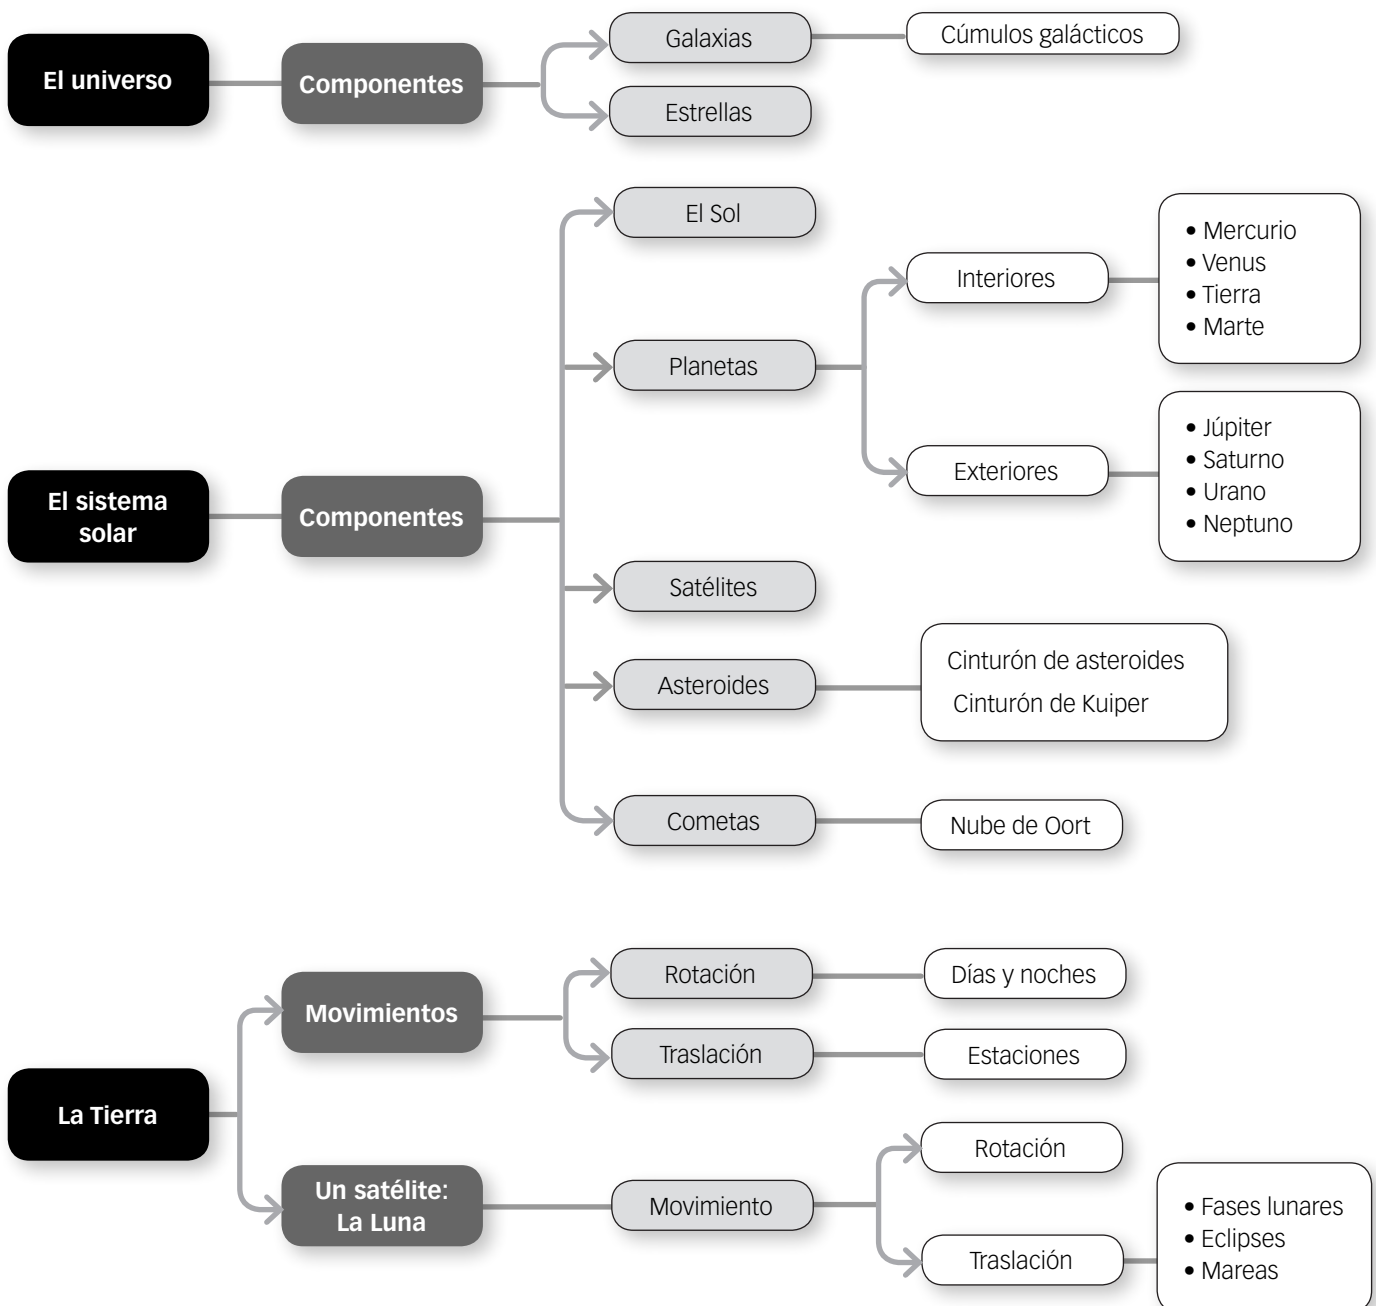 El universo
Componentes
Galaxias
Cúmulos galácticos
Estrellas
El sistema
solar
Componentes
El Sol
Planetas
Interiores
• Mercurio
• Venus
• Tierra
• Marte
Exteriores
• Júpiter
• Saturno
• Urano
• Neptuno
Satélites
Asteroides
Cinturón de asteroides
Cinturón de Kuiper
Cometas
Nube de Oort
La Tierra
Movimientos
Rotación
Días y noches
Traslación
Estaciones
Un satélite:
La Luna
Movimiento
Rotación
Traslación
• Fases lunares
• Eclipses
• Mareas